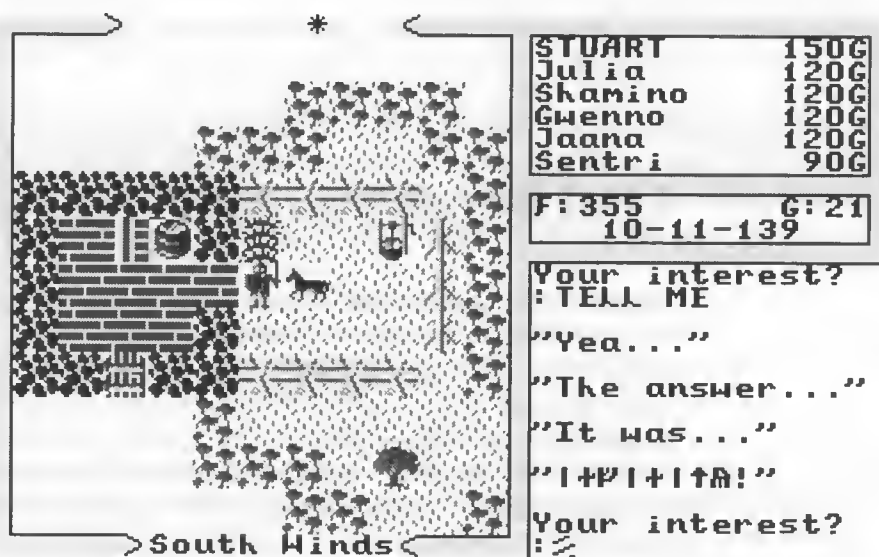 STUART 150G
Julia 120G
Shamino 120G
Gwenno 120G
Jaana 120G
Sentri 90G
F:355 G:21
10-11-139
Your interest?
:TELL ME
"Yea..."
"The answer..."
"It was..."
"ᛁᚾᚠᛁᚾᛁᛏᚣ!"
Your interest?
:
South Winds